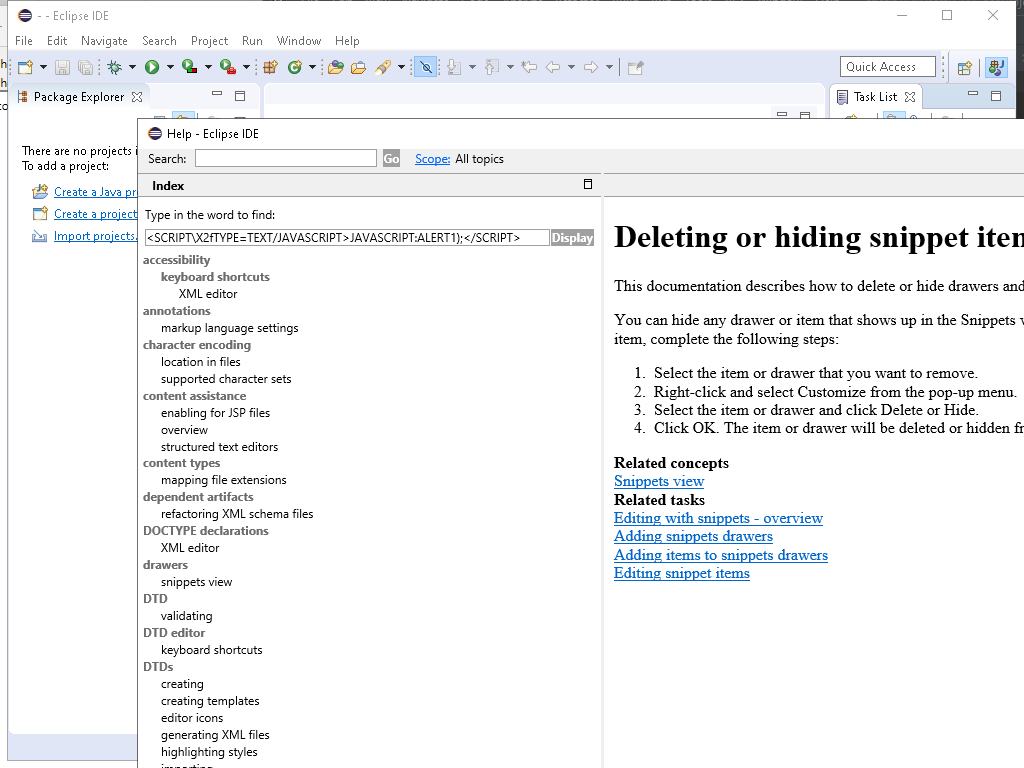 - - Eclipse IDE
File Edit Navigate Search Project Run Window Help
Quick Access
Package Explorer
Task List
There are no projects i
To add a project:
Create a Java pr
Create a project
Import projects.
Help - Eclipse IDE
Search: Go Scope: All topics
Index
Type in the word to find:
<SCRIPT\X2fTYPE=TEXT/JAVASCRIPT>JAVASCRIPT:ALERT1);</SCRIPT> Display
accessibility
keyboard shortcuts
XML editor
annotations
markup language settings
character encoding
location in files
supported character sets
content assistance
enabling for JSP files
overview
structured text editors
content types
mapping file extensions
dependent artifacts
refactoring XML schema files
DOCTYPE declarations
XML editor
drawers
snippets view
DTD
validating
DTD editor
keyboard shortcuts
DTDs
creating
creating templates
editor icons
generating XML files
highlighting styles
Deleting or hiding snippet iten
This documentation describes how to delete or hide drawers and
You can hide any drawer or item that shows up in the Snippets v
item, complete the following steps:
1. Select the item or drawer that you want to remove.
2. Right-click and select Customize from the pop-up menu.
3. Select the item or drawer and click Delete or Hide.
4. Click OK. The item or drawer will be deleted or hidden fr
Related concepts
Snippets view
Related tasks
Editing with snippets - overview
Adding snippets drawers
Adding items to snippets drawers
Editing snippet items